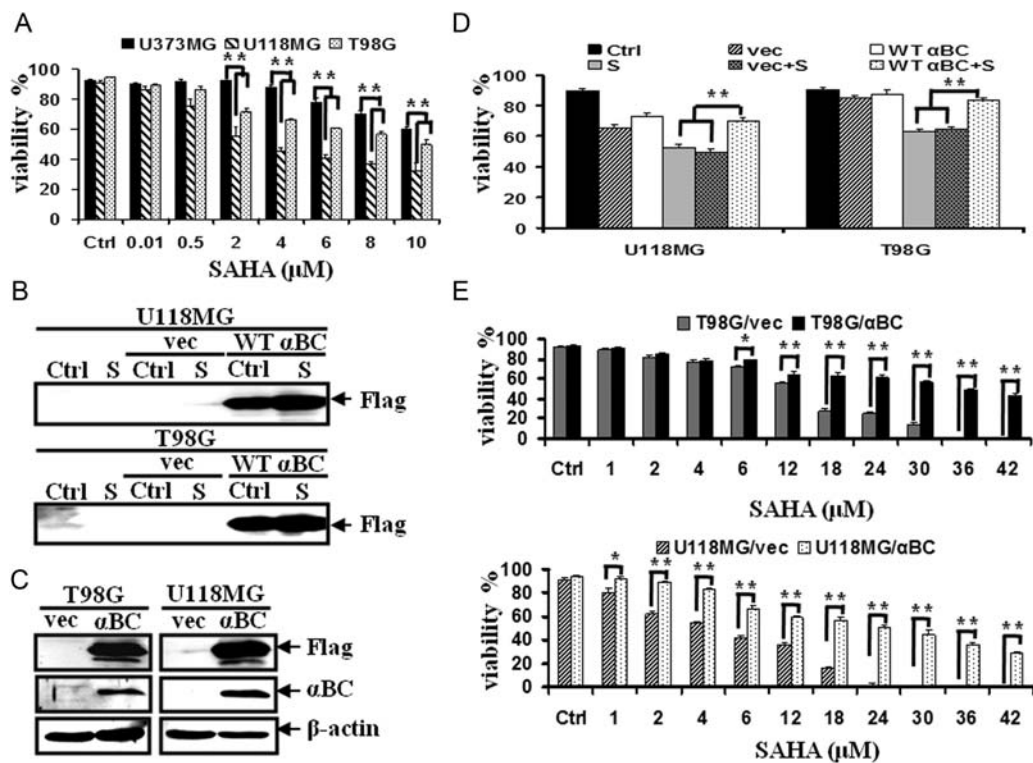 A
U373MG U118MG T98G
viability %
100
80
60
40
20
0
** ** ** ** **
Ctrl 0.01 0.5 2 4 6 8 10
SAHA (μM)
B
U118MG
vec WT αBC
Ctrl S Ctrl S Ctrl S
Flag
T98G
vec WT αBC
Ctrl S Ctrl S Ctrl S
Flag
C
T98G U118MG
vec αBC vec αBC
Flag
αBC
β-actin
D
Ctrl vec WT αBC
S vec+S WT αBC+S
viability %
100
80
60
40
20
0
** **
U118MG T98G
E
T98G/vec T98G/αBC
viability %
100
80
60
40
20
0
* ** ** ** ** ** **
Ctrl 1 2 4 6 12 18 24 30 36 42
SAHA (μM)
U118MG/vec U118MG/αBC
viability %
100
80
60
40
20
0
* ** ** ** ** ** ** ** ** **
Ctrl 1 2 4 6 12 18 24 30 36 42
SAHA (μM)